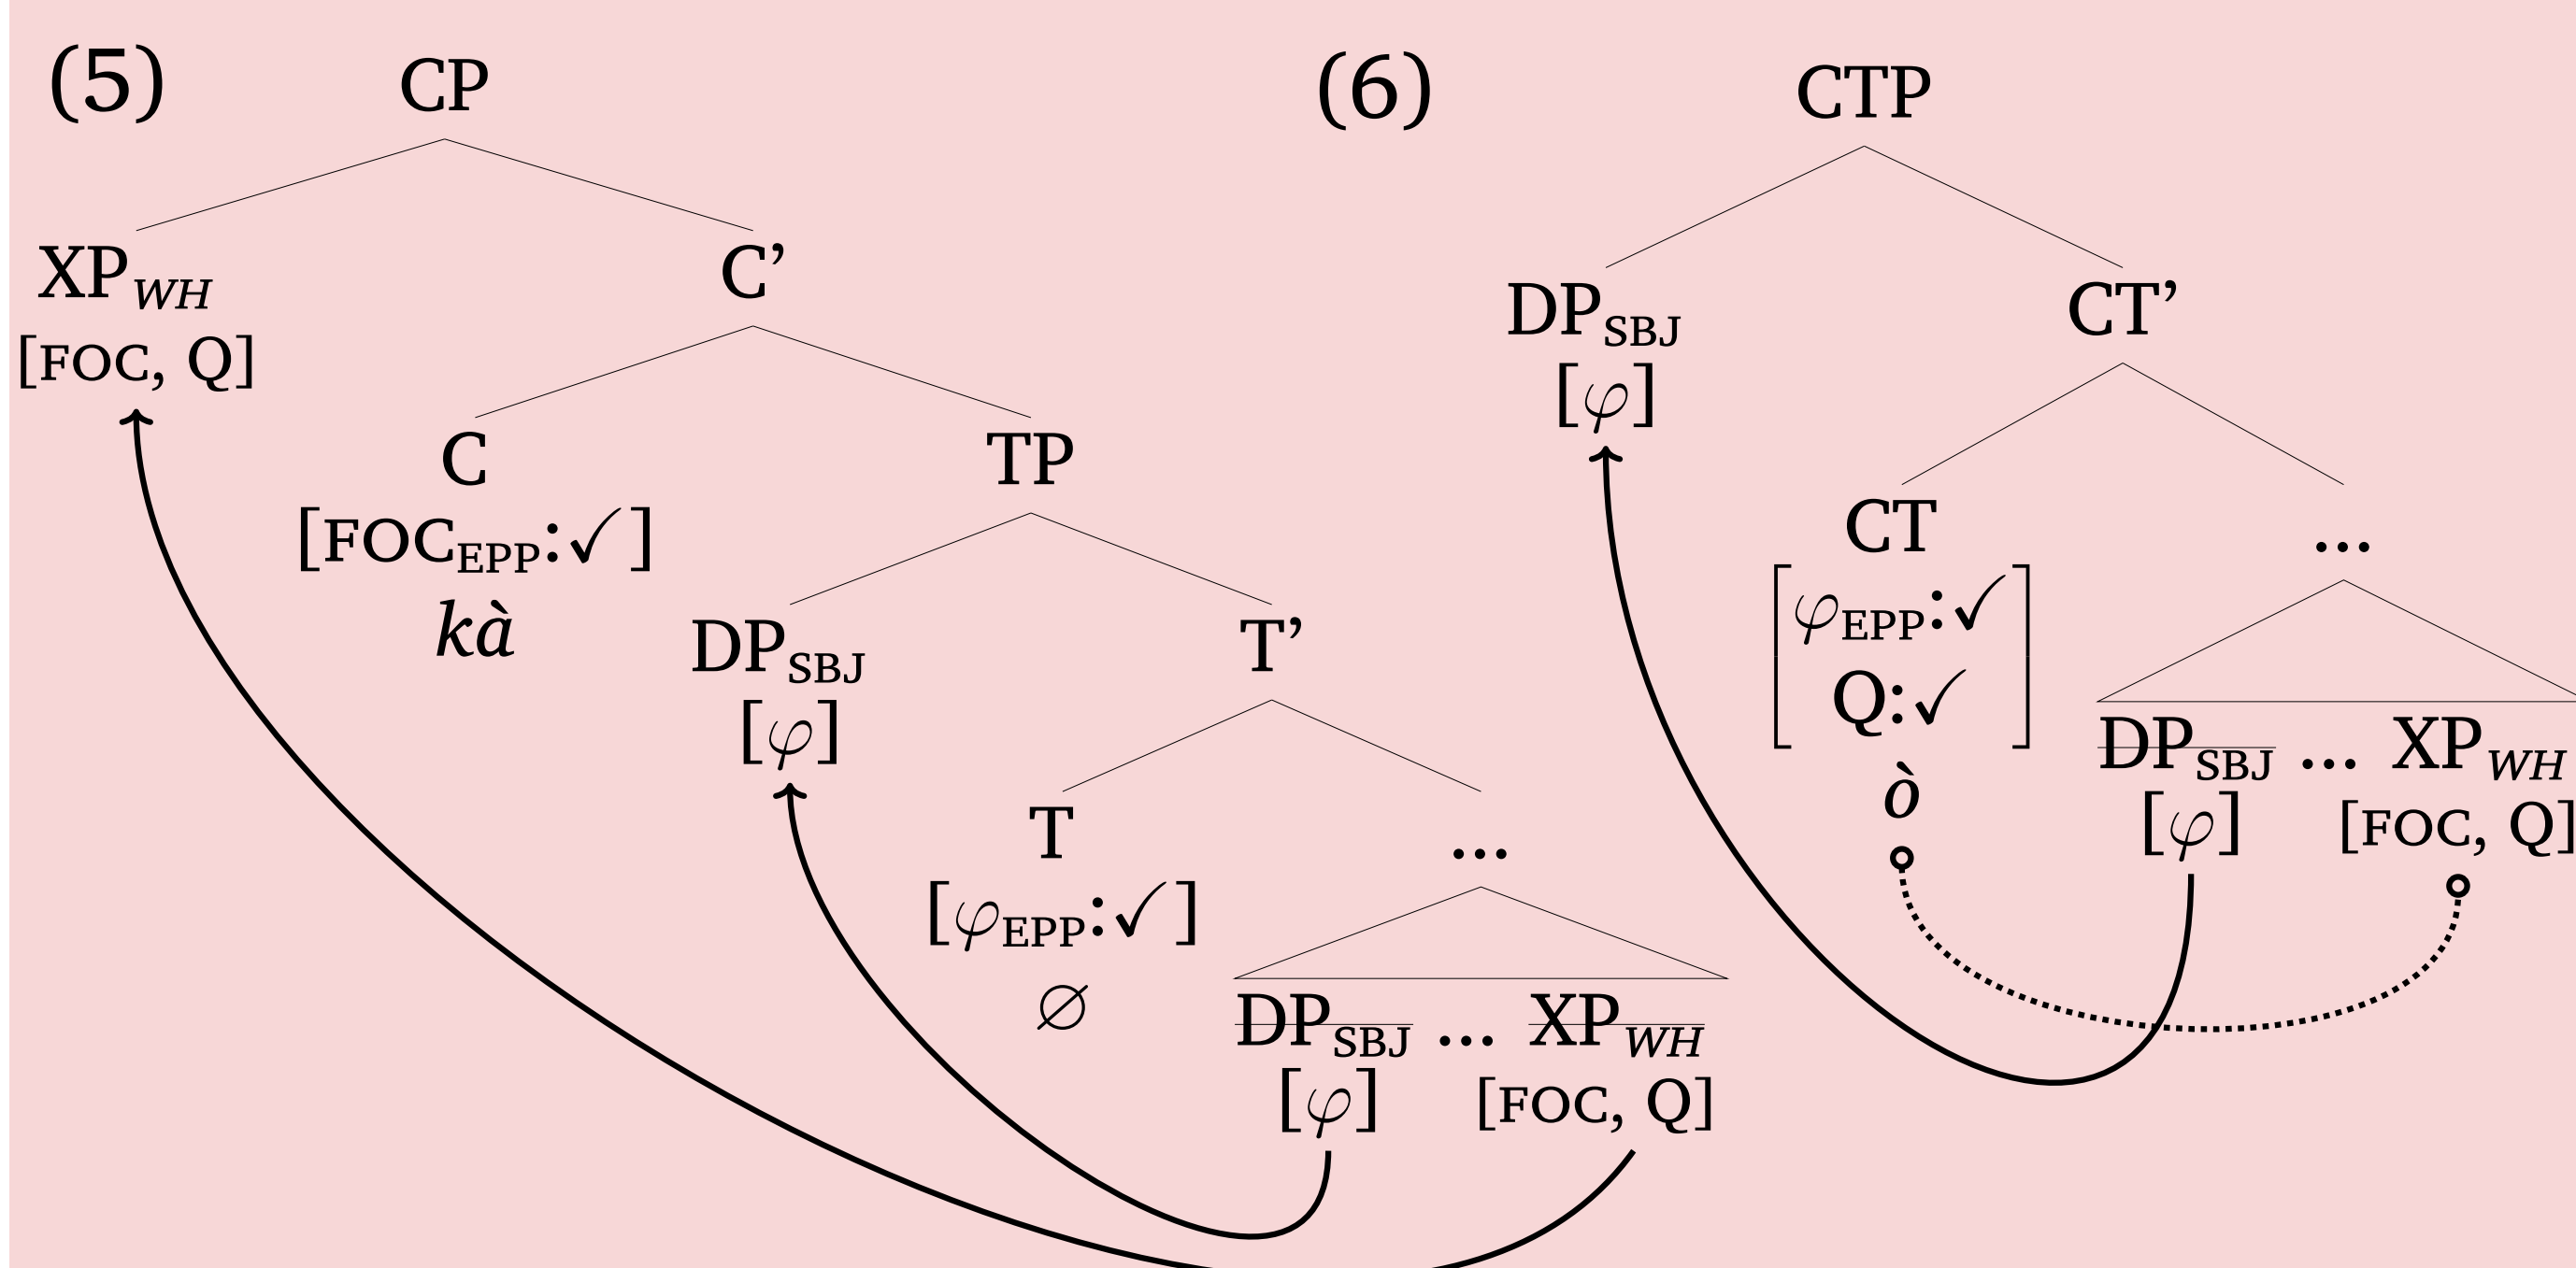 (5)
CP
XP_WH
[FOC, Q]
C’
C
[FOC_EPP:✓]
kà
TP
DP_SBJ
[φ]
T’
T
[φ_EPP:✓]
∅
...
DP_SBJ ... XP_WH
[φ] [FOC, Q]
(6)
CTP
DP_SBJ
[φ]
CT’
CT
[φ_EPP:✓
Q:✓]
ò
...
DP_SBJ ... XP_WH
[φ] [FOC, Q]